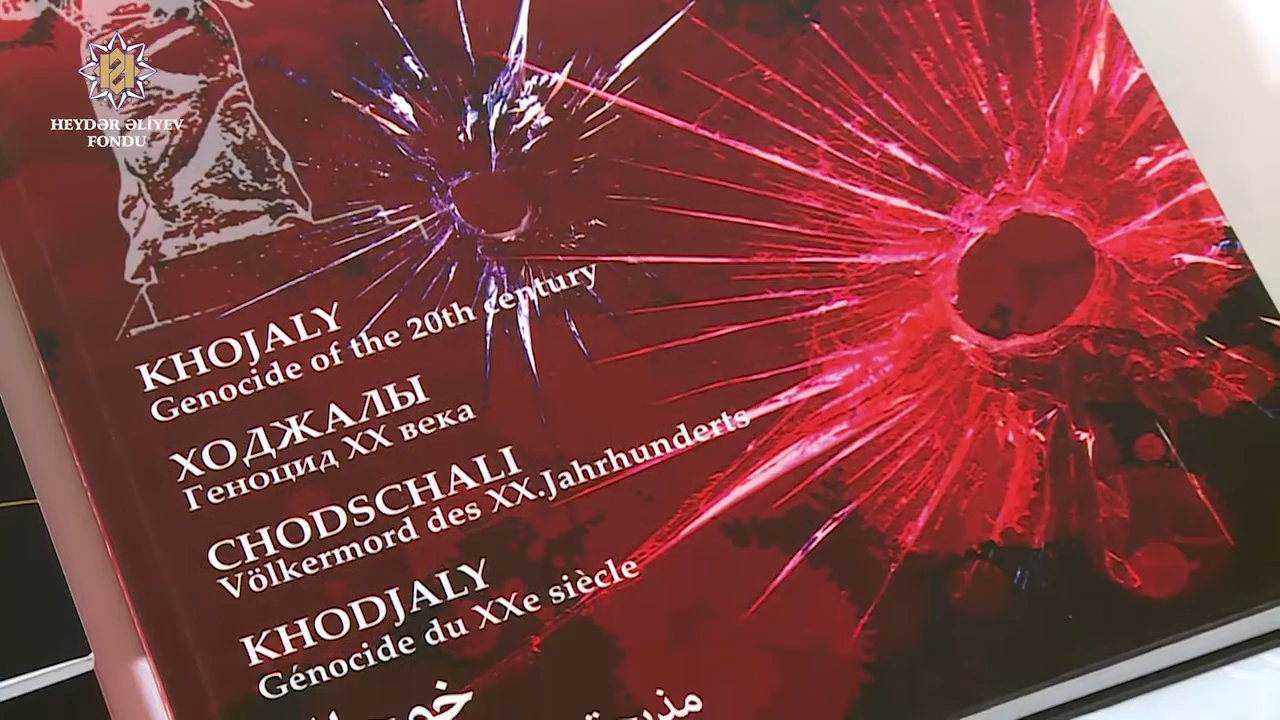 HEYDƏR ƏLİYEV
FONDU
KHOJALY
Genocide of the 20th century
ХОДЖАЛЫ
Геноцид XX века
CHODSCHALI
Völkermord des XX.Jahrhunderts
KHODJALY
Génocide du XXe siècle